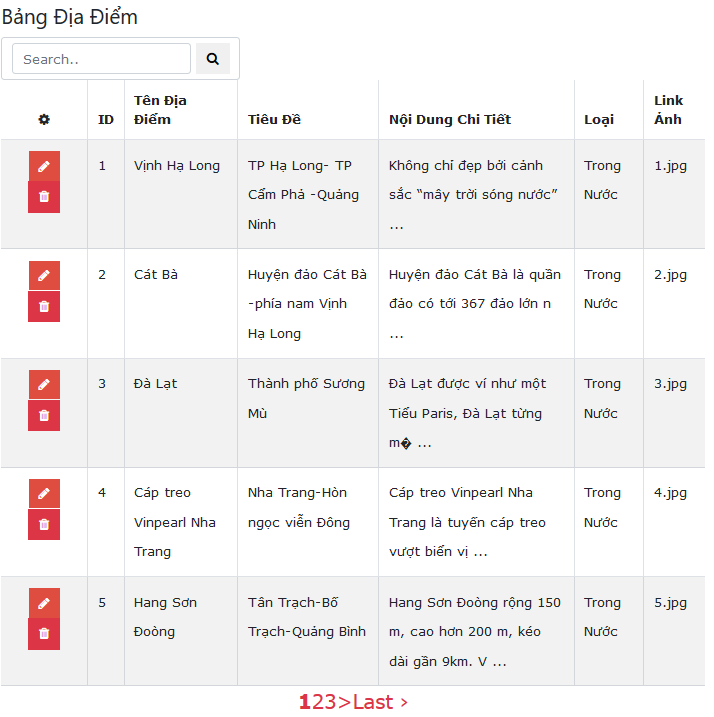 Bảng Địa Điểm
Search..
ID
Tên Địa
Điểm
Tiêu Đề
Nội Dung Chi Tiết
Loại
Link
Ảnh
1
Vịnh Hạ Long
TP Hạ Long- TP
Cẩm Phả -Quảng
Ninh
Không chỉ đẹp bởi cảnh
sắc “mây trời sóng nước”
...
Trong
Nước
1.jpg
2
Cát Bà
Huyện đảo Cát Bà
-phía nam Vịnh
Hạ Long
Huyện đảo Cát Bà là quần
đảo có tới 367 đảo lớn n
...
Trong
Nước
2.jpg
3
Đà Lạt
Thành phố Sương
Mù
Đà Lạt được ví như một
Tiểu Paris, Đà Lạt từng
m� ...
Trong
Nước
3.jpg
4
Cáp treo
Vinpearl Nha
Trang
Nha Trang-Hòn
ngọc viễn Đông
Cáp treo Vinpearl Nha
Trang là tuyến cáp treo
vượt biển vị ...
Trong
Nước
4.jpg
5
Hang Sơn
Đoòng
Tân Trạch-Bố
Trạch-Quảng Bình
Hang Sơn Đoòng rộng 150
m, cao hơn 200 m, kéo
dài gần 9km. V ...
Trong
Nước
5.jpg
123>Last ›